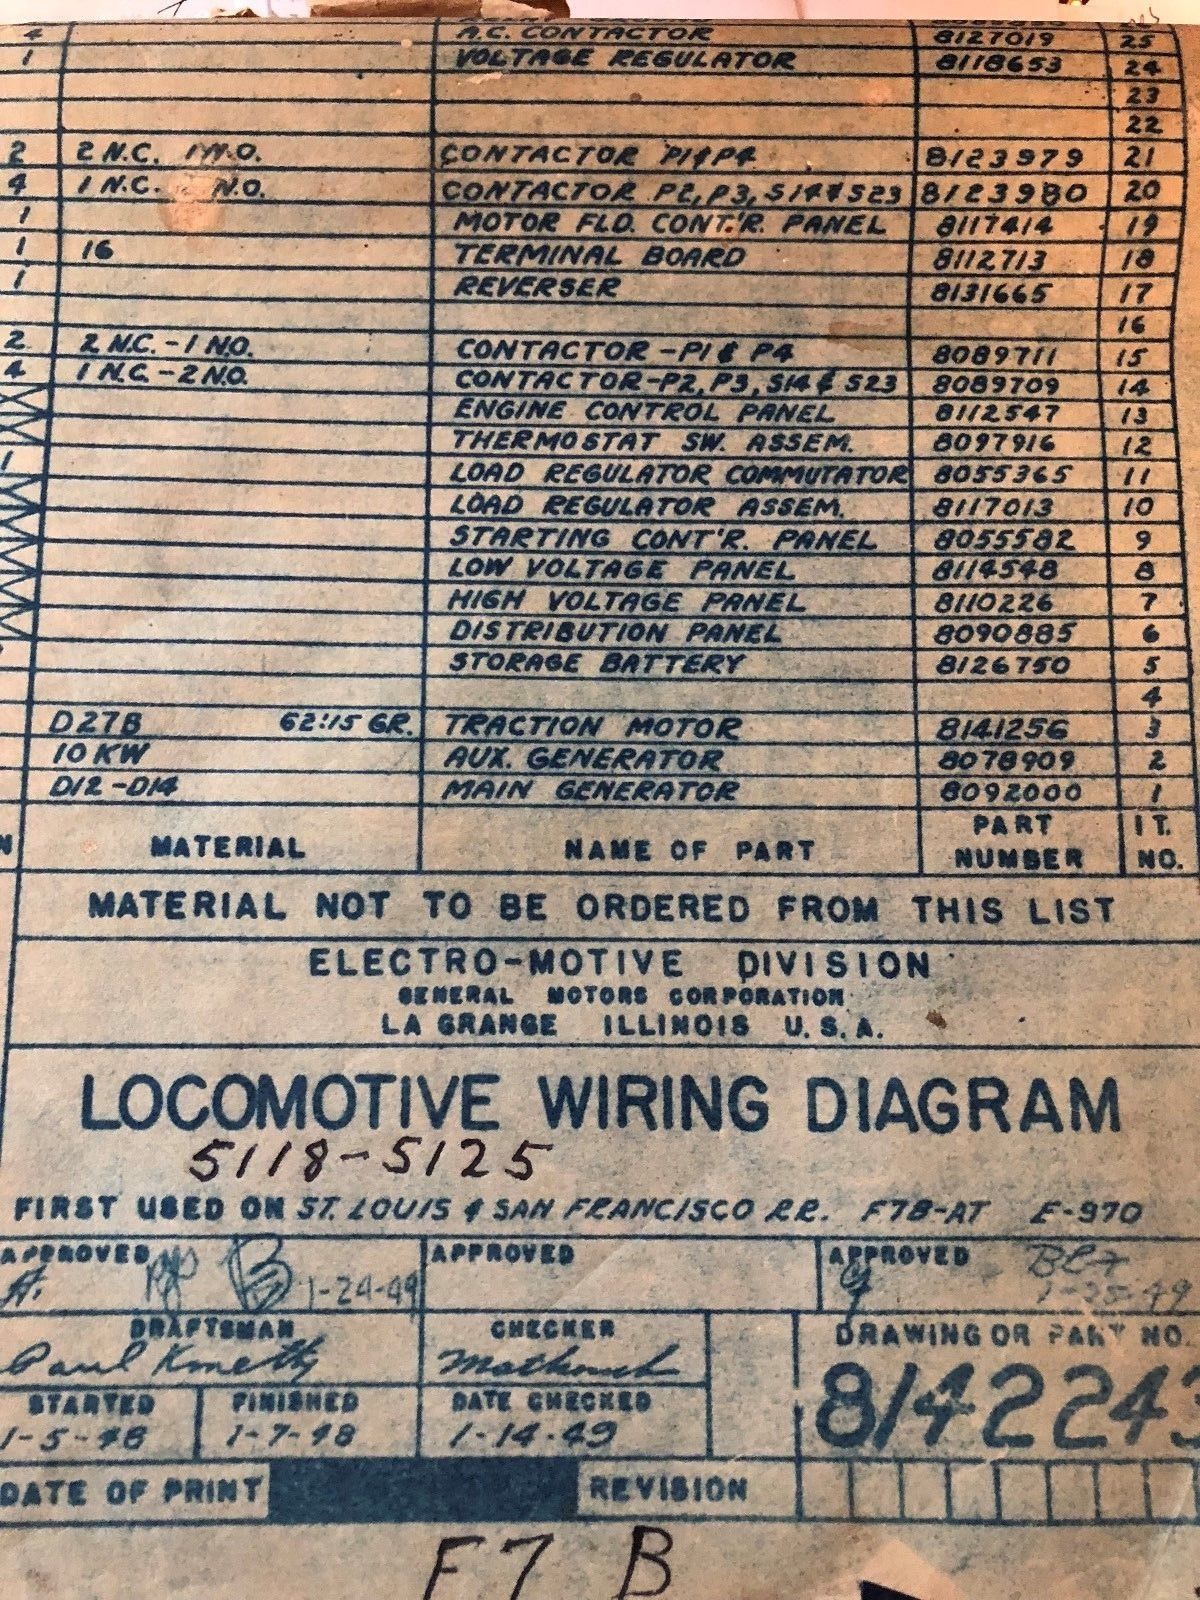 4 A.C. CONTACTOR 8127019 25
1 VOLTAGE REGULATOR 8118653 24
23
22
2 2 N.C. 1 N.O. CONTACTOR P1 & P4 8123979 21
4 1 N.C. N.O. CONTACTOR P2, P3, S14 & S23 8123980 20
1 MOTOR FLD. CONT'R. PANEL 8117414 19
1 16 TERMINAL BOARD 8112713 18
1 REVERSER 8131665 17
16
2 2 N.C. - 1 N.O. CONTACTOR - P1 & P4 8089711 15
4 1 N.C. - 2 N.O. CONTACTOR - P2, P3, S14 & S23 8089709 14
ENGINE CONTROL PANEL 8112547 13
THERMOSTAT SW. ASSEM. 8097916 12
1 LOAD REGULATOR COMMUTATOR 8055365 11
LOAD REGULATOR ASSEM. 8117013 10
STARTING CONT'R. PANEL 8055582 9
LOW VOLTAGE PANEL 8114548 8
HIGH VOLTAGE PANEL 8110226 7
DISTRIBUTION PANEL 8090885 6
STORAGE BATTERY 8126750 5
4
D27B 62:15 GR. TRACTION MOTOR 8141256 3
10 KW AUX. GENERATOR 8078909 2
D12 - D14 MAIN GENERATOR 8092000 1
MATERIAL NAME OF PART PART NUMBER IT. NO.
MATERIAL NOT TO BE ORDERED FROM THIS LIST
ELECTRO-MOTIVE DIVISION
GENERAL MOTORS CORPORATION
LA GRANGE ILLINOIS U.S.A.
LOCOMOTIVE WIRING DIAGRAM
5118-5125
FIRST USED ON ST. LOUIS & SAN FRANCISCO RR. F7B-AT E-970
APPROVED 1-24-49 APPROVED APPROVED 1-25-49
DRAFTSMAN CHECKER DRAWING OR PART NO.
Paul Kmetty 8142243
STARTED FINISHED DATE CHECKED
1-5-48 1-7-48 1-14-49
DATE OF PRINT REVISION
F7 B